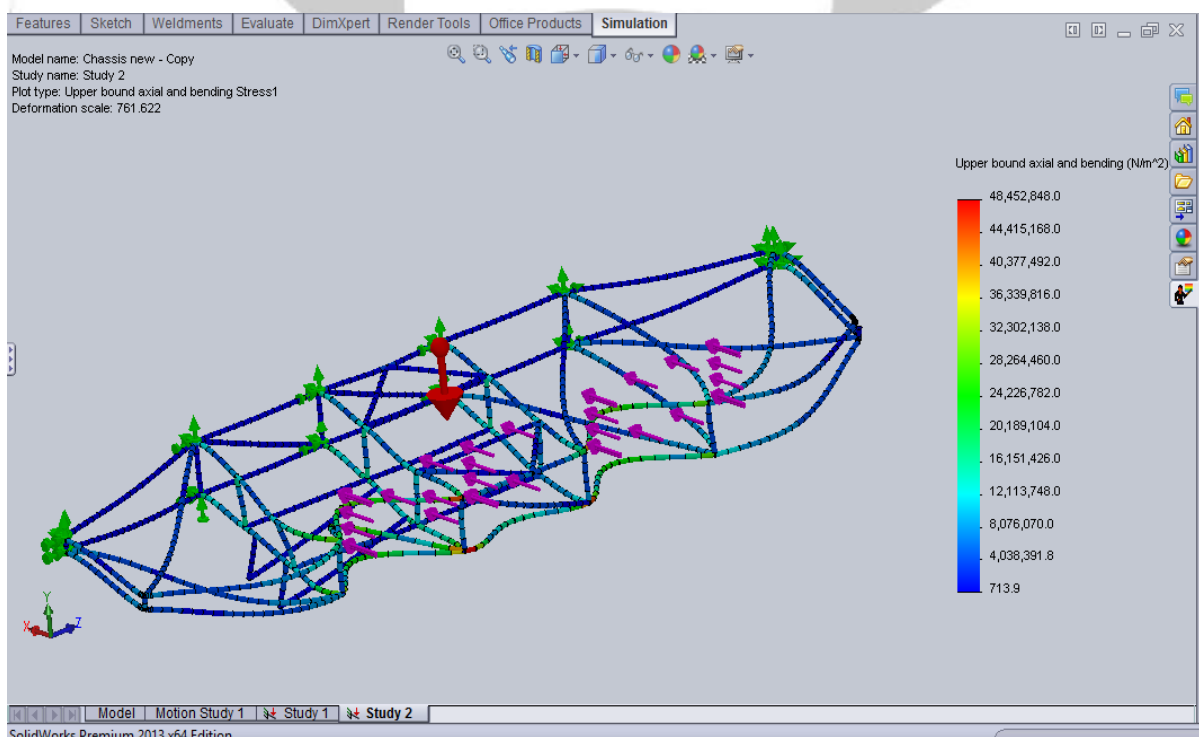 Features Sketch Weldments Evaluate DimXpert Render Tools Office Products Simulation
Model name: Chassis new - Copy
Study name: Study 2
Plot type: Upper bound axial and bending Stress1
Deformation scale: 761.622
Upper bound axial and bending (N/m^2)
48,452,848.0
44,415,168.0
40,377,492.0
36,339,816.0
32,302,138.0
28,264,460.0
24,226,782.0
20,189,104.0
16,151,426.0
12,113,748.0
8,076,070.0
4,038,391.8
713.9
Y
X
Z
Model Motion Study 1 Study 1 Study 2
SolidWorks Premium 2013 x64 Edition